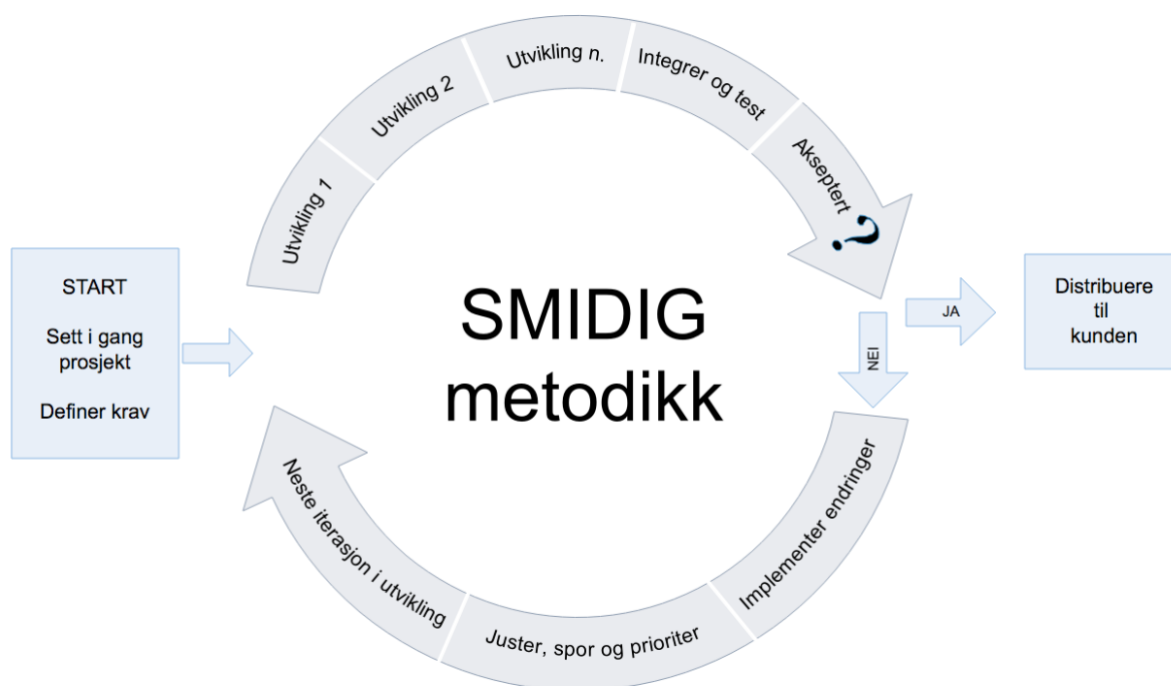 START
Sett i gang
prosjekt
Definer krav
Utvikling 1
Utvikling 2
Utvikling n.
Integrer og test
Akseptert
?
JA
Distribuere
til
kunden
NEI
Implementer endringer
Juster, spor og prioriter
Neste iterasjon i utvikling
SMIDIG
metodikk